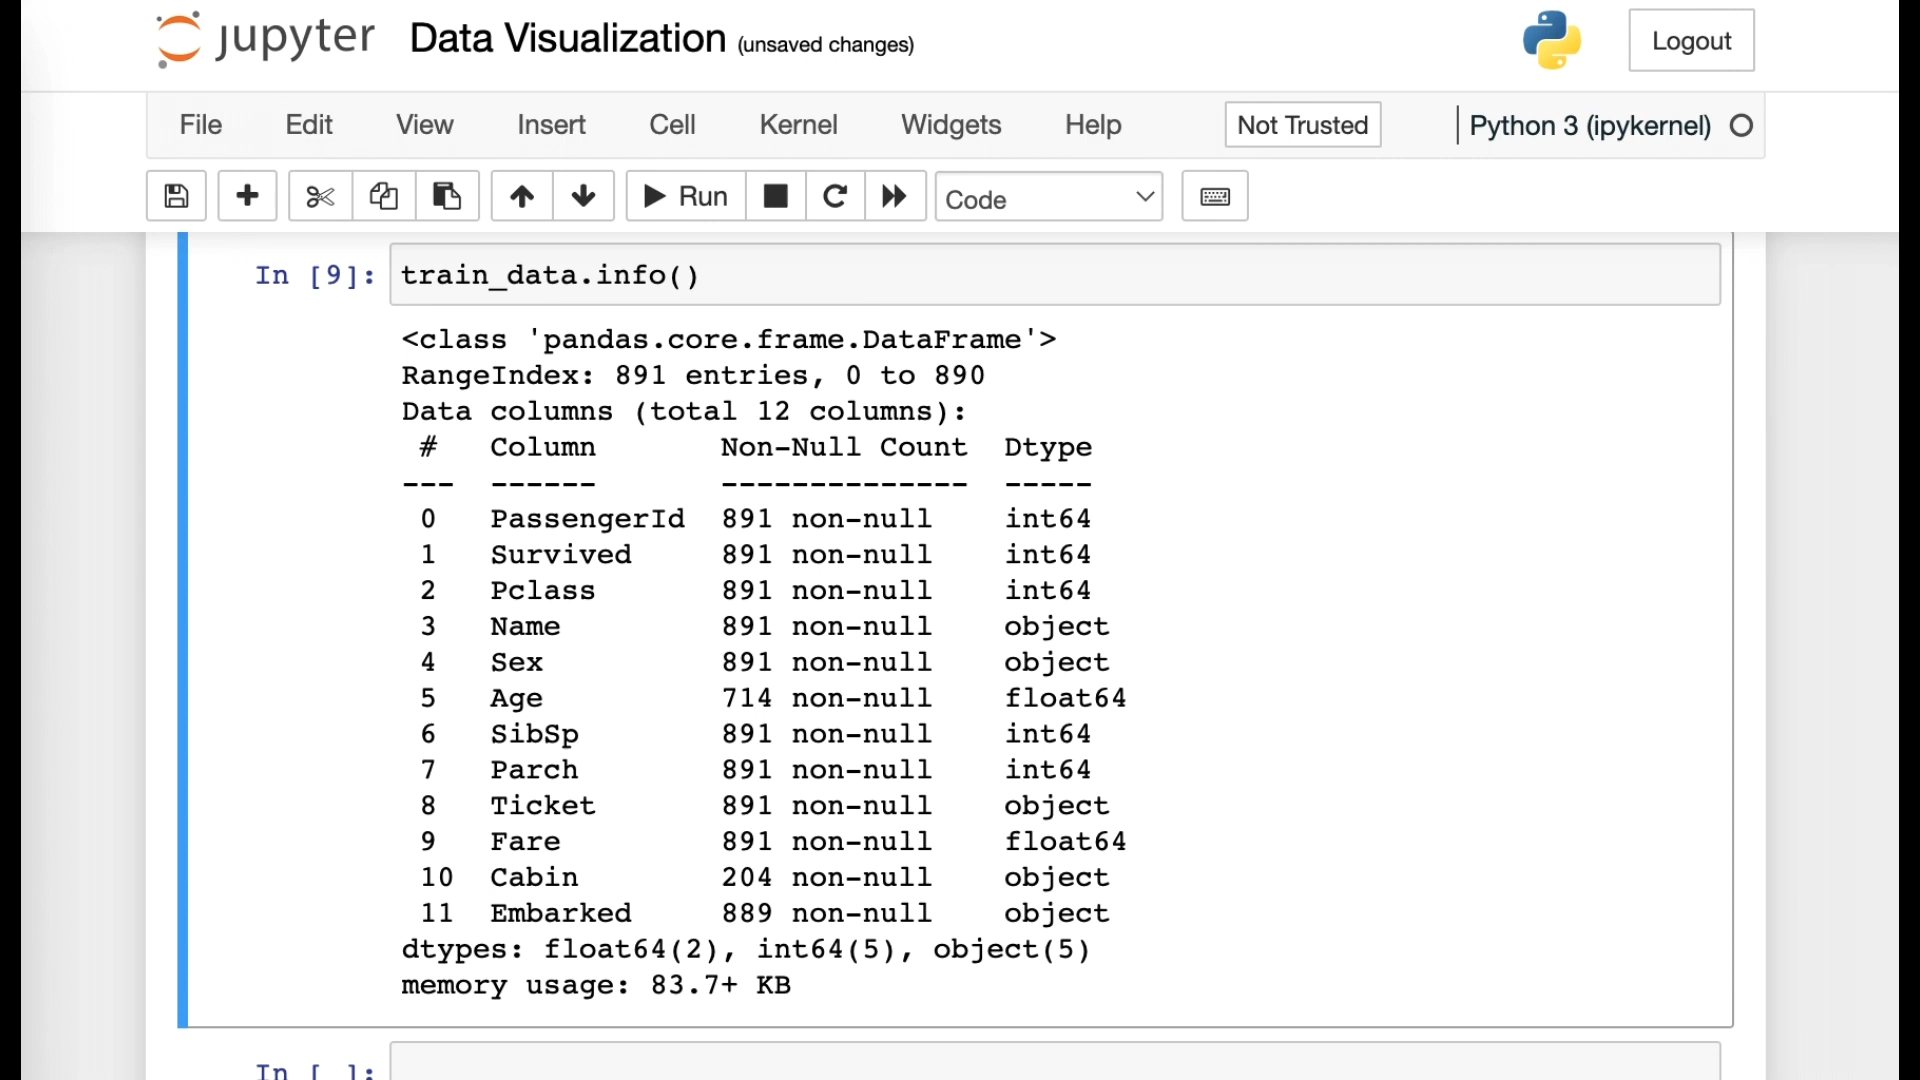 jupyter Data Visualization (unsaved changes) Logout
File Edit View Insert Cell Kernel Widgets Help Not Trusted Python 3 (ipykernel)
Run Code
In [9]: train_data.info()
<class 'pandas.core.frame.DataFrame'>
RangeIndex: 891 entries, 0 to 890
Data columns (total 12 columns):
# Column Non-Null Count Dtype
--- ------ -------------- -----
0 PassengerId 891 non-null int64
1 Survived 891 non-null int64
2 Pclass 891 non-null int64
3 Name 891 non-null object
4 Sex 891 non-null object
5 Age 714 non-null float64
6 SibSp 891 non-null int64
7 Parch 891 non-null int64
8 Ticket 891 non-null object
9 Fare 891 non-null float64
10 Cabin 204 non-null object
11 Embarked 889 non-null object
dtypes: float64(2), int64(5), object(5)
memory usage: 83.7+ KB
In [ ]: